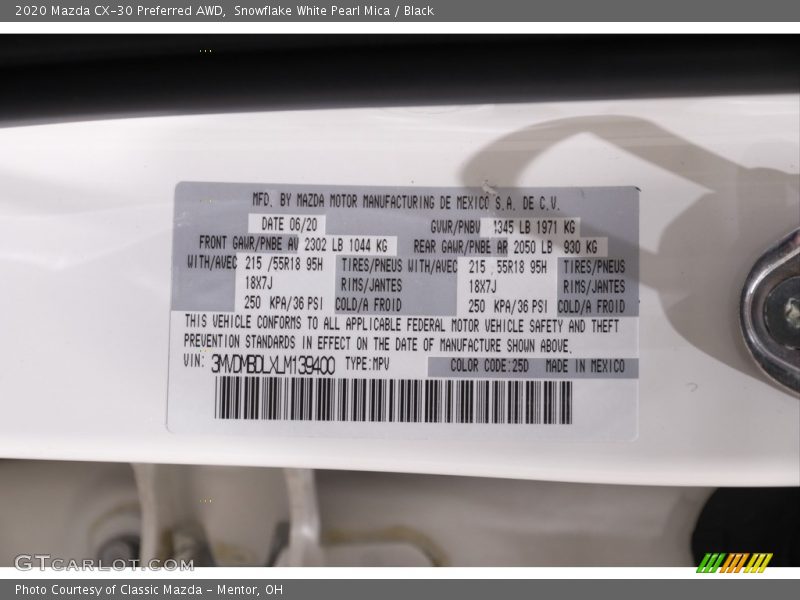 2020 Mazda CX-30 Preferred AWD,  Snowflake White Pearl Mica / Black
MFD. BY MAZDA MOTOR MANUFACTURING DE MEXICO S.A. DE C.V.
DATE 06/20 GVWR/PNBV 4345 LB 1971 KG
FRONT GAWR/PNBE AV 2302 LB 1044 KG REAR GAWR/PNBE AR 2050 LB 930 KG
WITH/AVEC 215 /55R18 95H TIRES/PNEUS WITH/AVEC 215 /55R18 95H TIRES/PNEUS
18X7J RIMS/JANTES 18X7J RIMS/JANTES
250 KPA/36 PSI COLD/A FROID 250 KPA/36 PSI COLD/A FROID
THIS VEHICLE CONFORMS TO ALL APPLICABLE FEDERAL MOTOR VEHICLE SAFETY AND THEFT
PREVENTION STANDARDS IN EFFECT ON THE DATE OF MANUFACTURE SHOWN ABOVE.
VIN: 3MVDMBDLXLM139400 TYPE:MPV COLOR CODE:25D MADE IN MEXICO
GTCARLOT.COM
Photo Courtesy of Classic Mazda - Mentor, OH